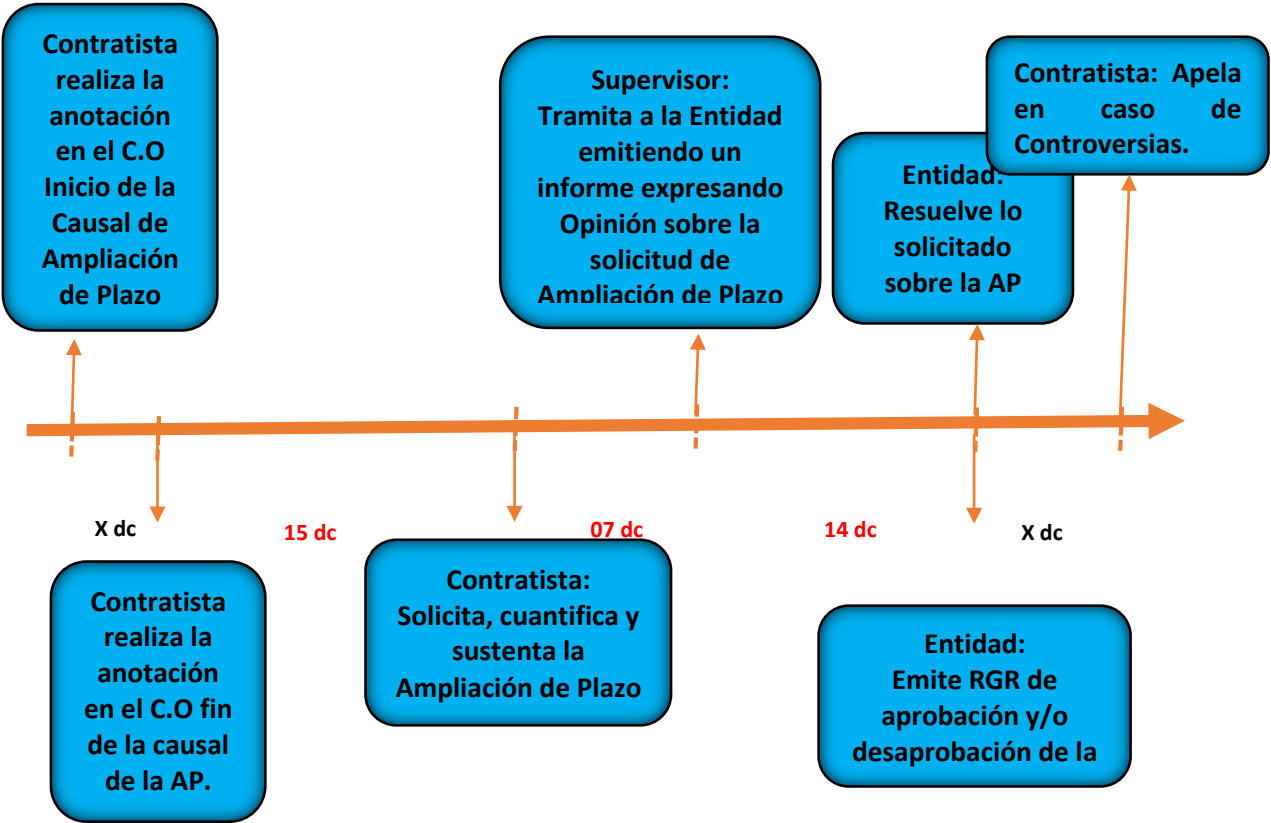 Contratista
realiza la
anotación
en el C.O
Inicio de la
Causal de
Ampliación
de Plazo
Supervisor:
Tramita a la Entidad
emitiendo un
informe expresando
Opinión sobre la
solicitud de
Ampliación de Plazo
Entidad:
Resuelve lo
solicitado
sobre la AP
Contratista: Apela
en caso de
Controversias.
X dc
15 dc
07 dc
14 dc
X dc
Contratista
realiza la
anotación
en el C.O fin
de la causal
de la AP.
Contratista:
Solicita, cuantifica y
sustenta la
Ampliación de Plazo
Entidad:
Emite RGR de
aprobación y/o
desaprobación de la